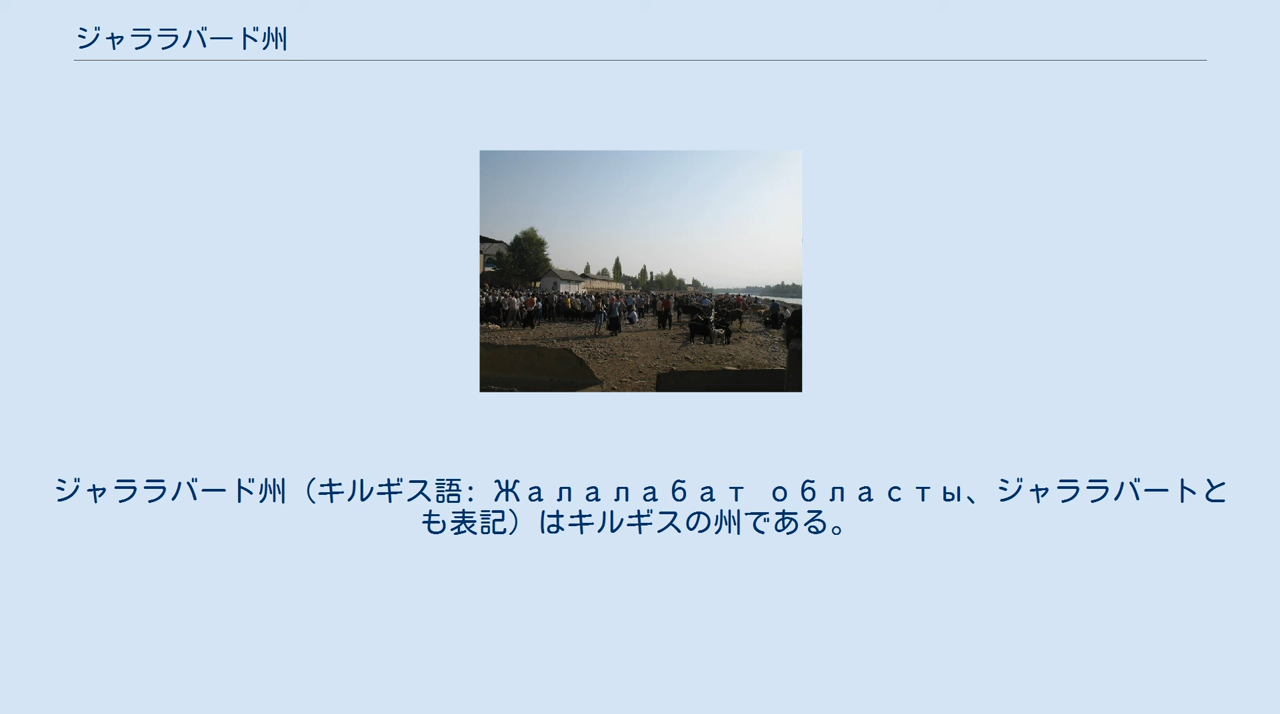 ジャララバード州
ジャララバード州（キルギス語: Жалалабат областы、ジャララバートと
も表記）はキルギスの州である。